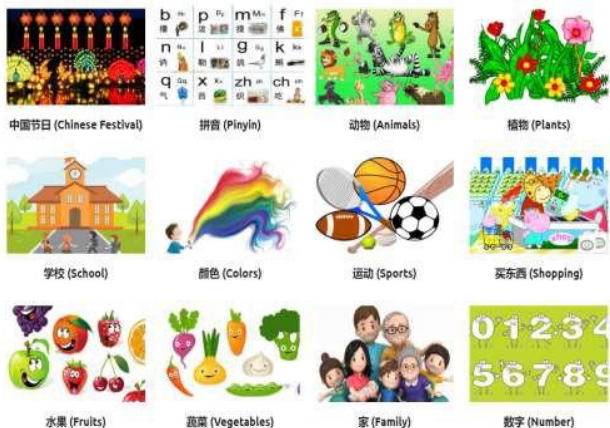 b p m f F
n l g k
q x zh ch
中国节日 (Chinese Festival)
拼音 (Pinyin)
动物 (Animals)
植物 (Plants)
学校 (School)
颜色 (Colors)
运动 (Sports)
买东西 (Shopping)
0 1 2 3 4
5 6 7 8 9
水果 (Fruits)
蔬菜 (Vegetables)
家 (Family)
数字 (Number)